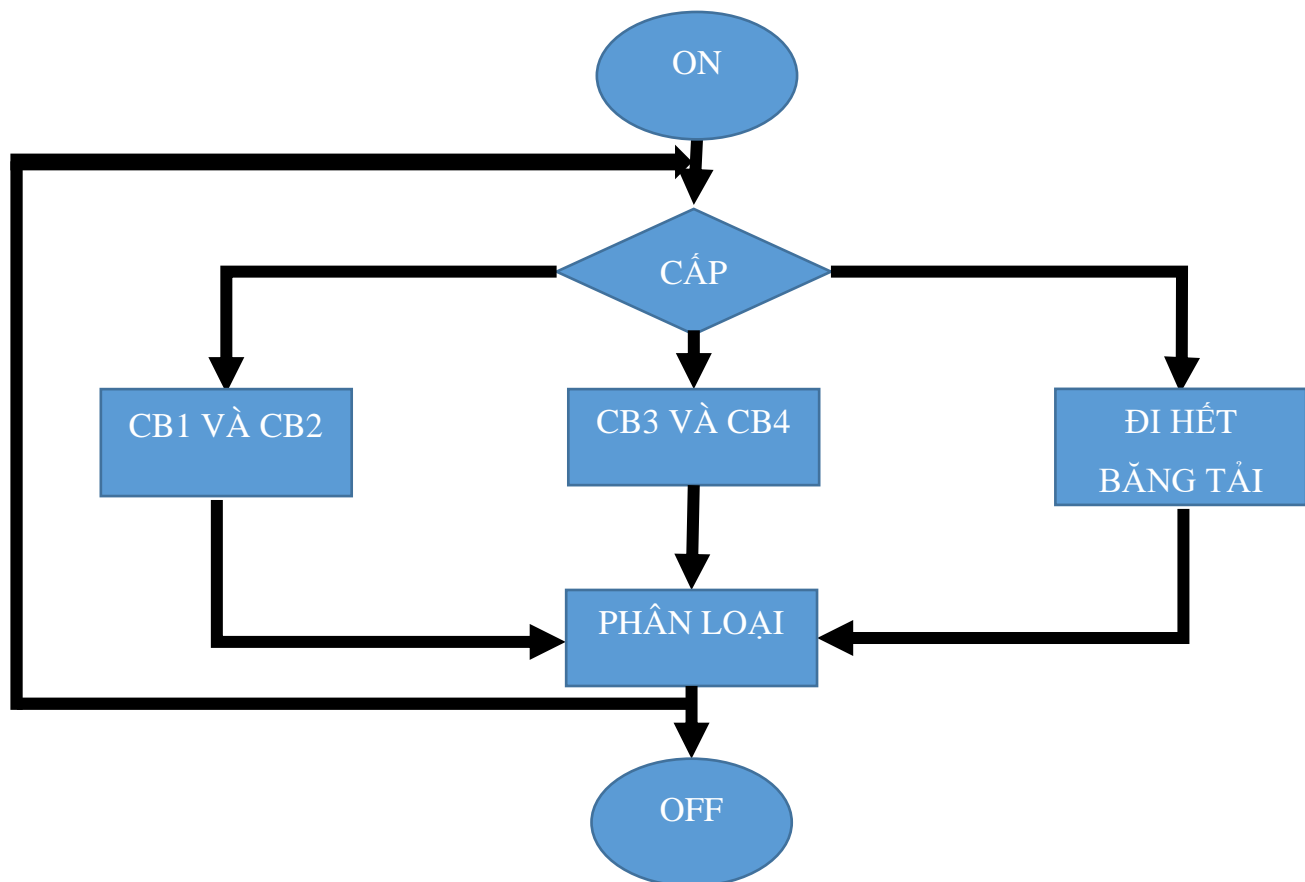 ON
CẤP
CB1 VÀ CB2
CB3 VÀ CB4
ĐI HẾT
BĂNG TẢI
PHÂN LOẠI
OFF